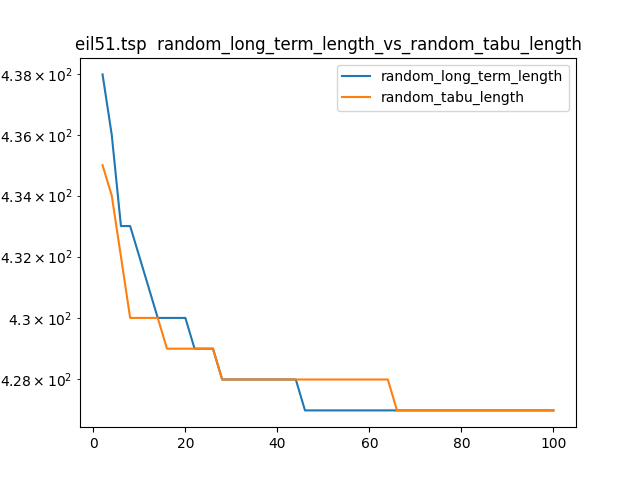 eil51.tsp  random_long_term_length_vs_random_tabu_length
random_long_term_length
random_tabu_length
4.38 × 10²
4.36 × 10²
4.34 × 10²
4.32 × 10²
4.3 × 10²
4.28 × 10²
0 20 40 60 80 100